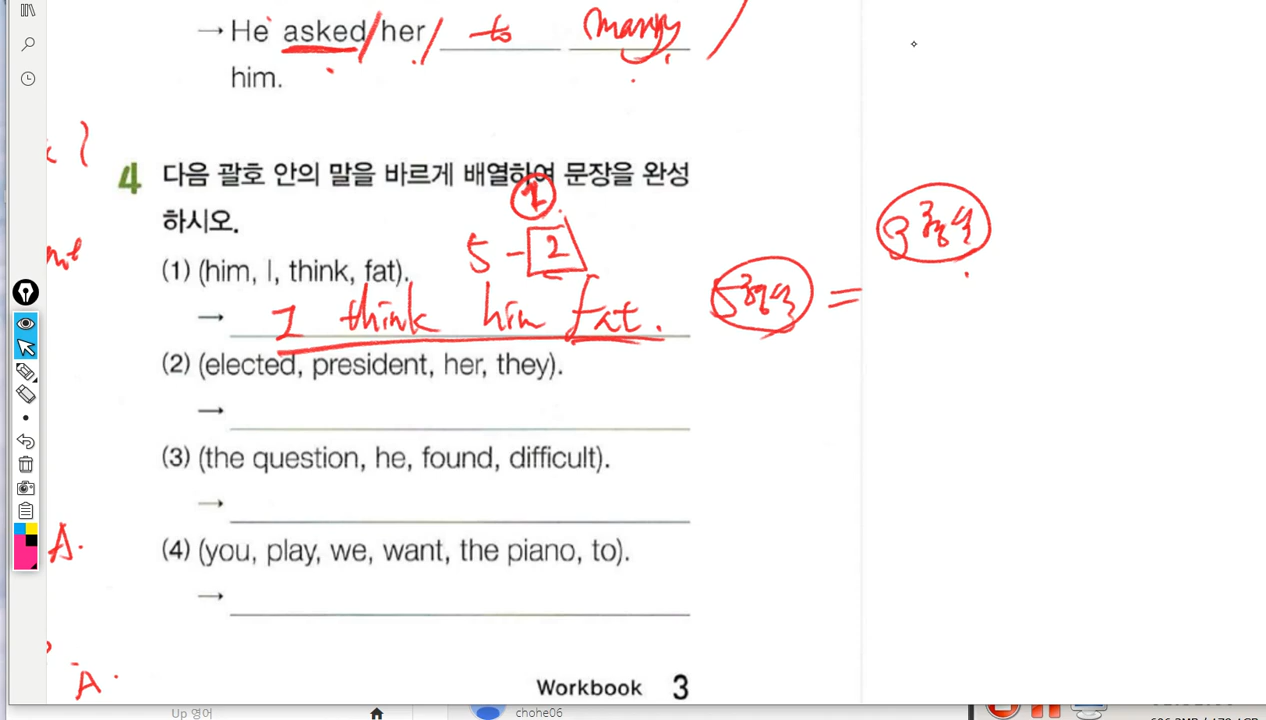 → He asked/her/ to marry /
him.
4 다음 괄호 안의 말을 바르게 배열하여 문장을 완성
하시오.
(1) (him, I, think, fat).
5 - 2
→ I think him fat.
5형식 =
(2) (elected, president, her, they).
→
(3) (the question, he, found, difficult).
→
A.
(4) (you, play, we, want, the piano, to).
→
A.
Workbook 3
Up 영어
chohe06